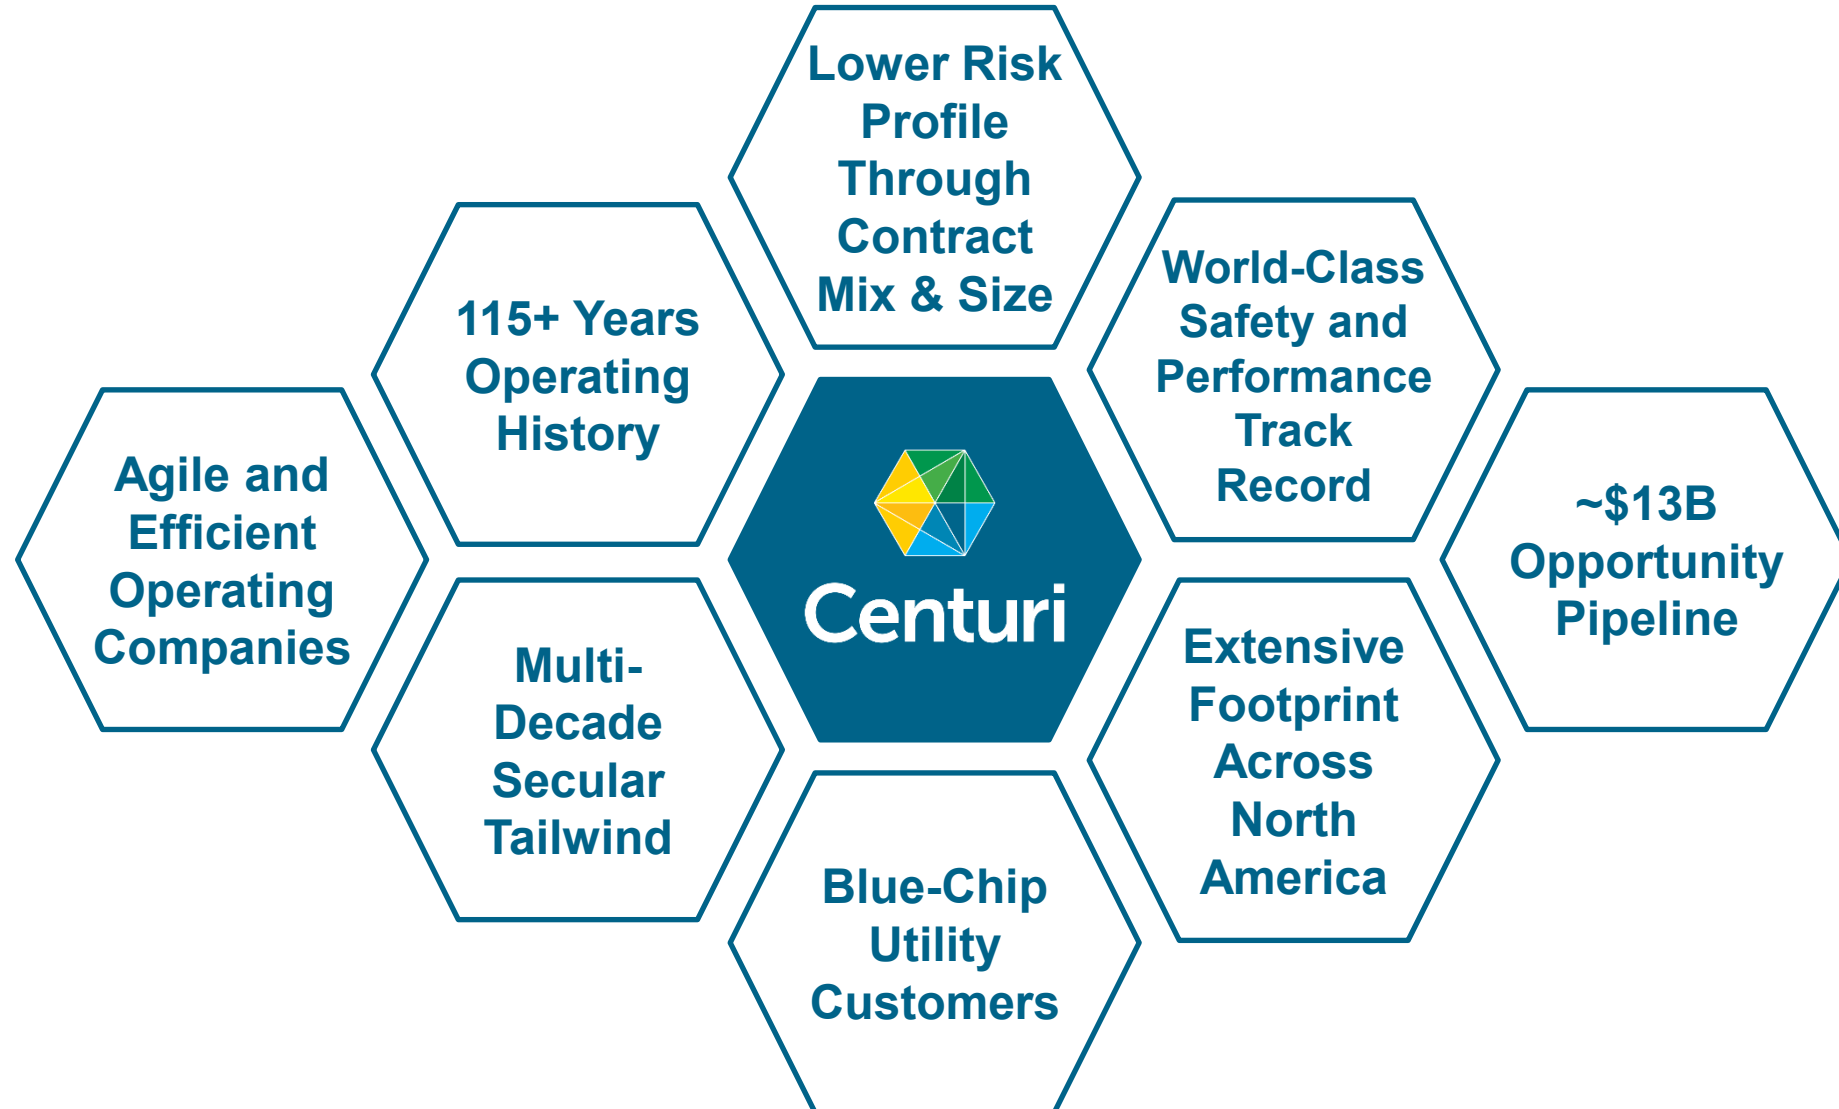 Lower Risk
Profile
Through
Contract
Mix & Size
115+ Years
Operating
History
World-Class
Safety and
Performance
Track
Record
Agile and
Efficient
Operating
Companies
Centuri
~$13B
Opportunity
Pipeline
Multi-
Decade
Secular
Tailwind
Extensive
Footprint
Across
North
America
Blue-Chip
Utility
Customers